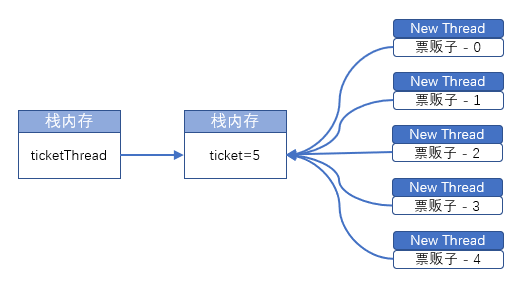 栈内存
ticketThread
栈内存
ticket=5
New Thread
票贩子 - 0
New Thread
票贩子 - 1
New Thread
票贩子 - 2
New Thread
票贩子 - 3
New Thread
票贩子 - 4